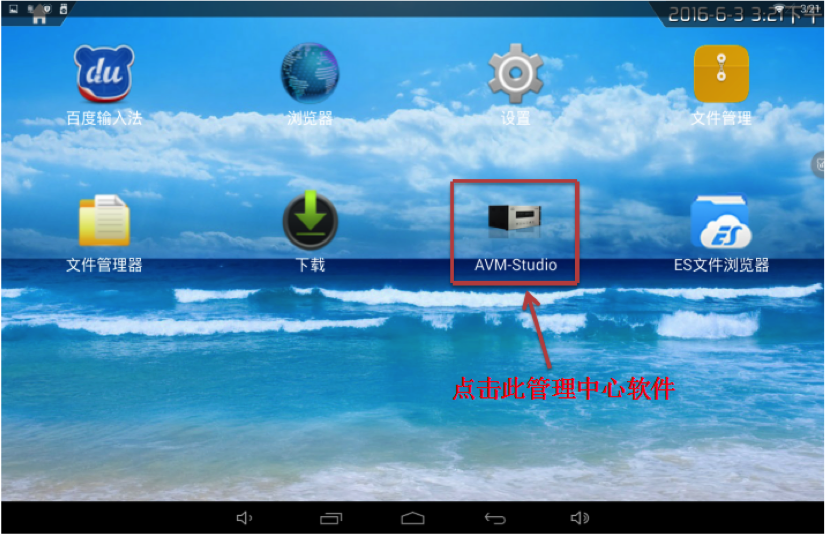 2016-6-3 3:21下午
3:21
du
百度输入法
浏览器
设置
文件管理
文件管理器
下载
AVM-Studio
ES
ES文件浏览器
点击此管理中心软件